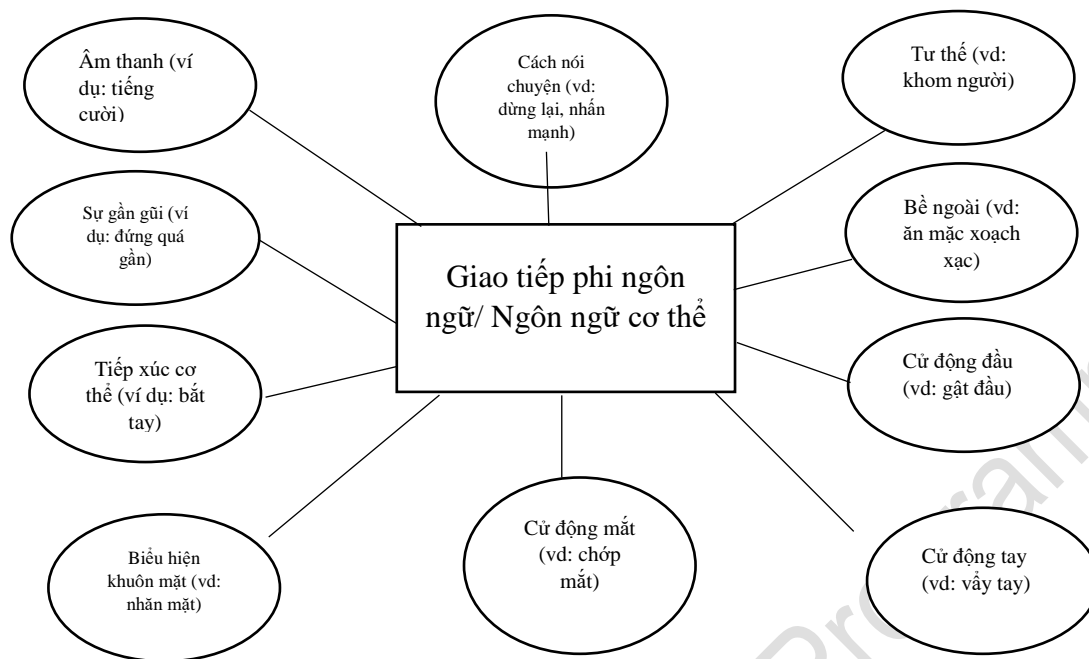 Âm thanh (ví
dụ: tiếng
cười)
Cách nói
chuyện (vd:
dừng lại, nhấn
mạnh)
Tư thế (vd:
khom người)
Sự gần gũi (ví
dụ: đứng quá
gần)
Bề ngoài (vd:
ăn mặc xoạch
xạc)
Giao tiếp phi ngôn
ngữ/ Ngôn ngữ cơ thể
Tiếp xúc cơ
thể (ví dụ: bắt
tay)
Cử động đầu
(vd: gật đầu)
Biểu hiện
khuôn mặt (vd:
nhăn mặt)
Cử động mắt
(vd: chớp
mắt)
Cử động tay
(vd: vẩy tay)